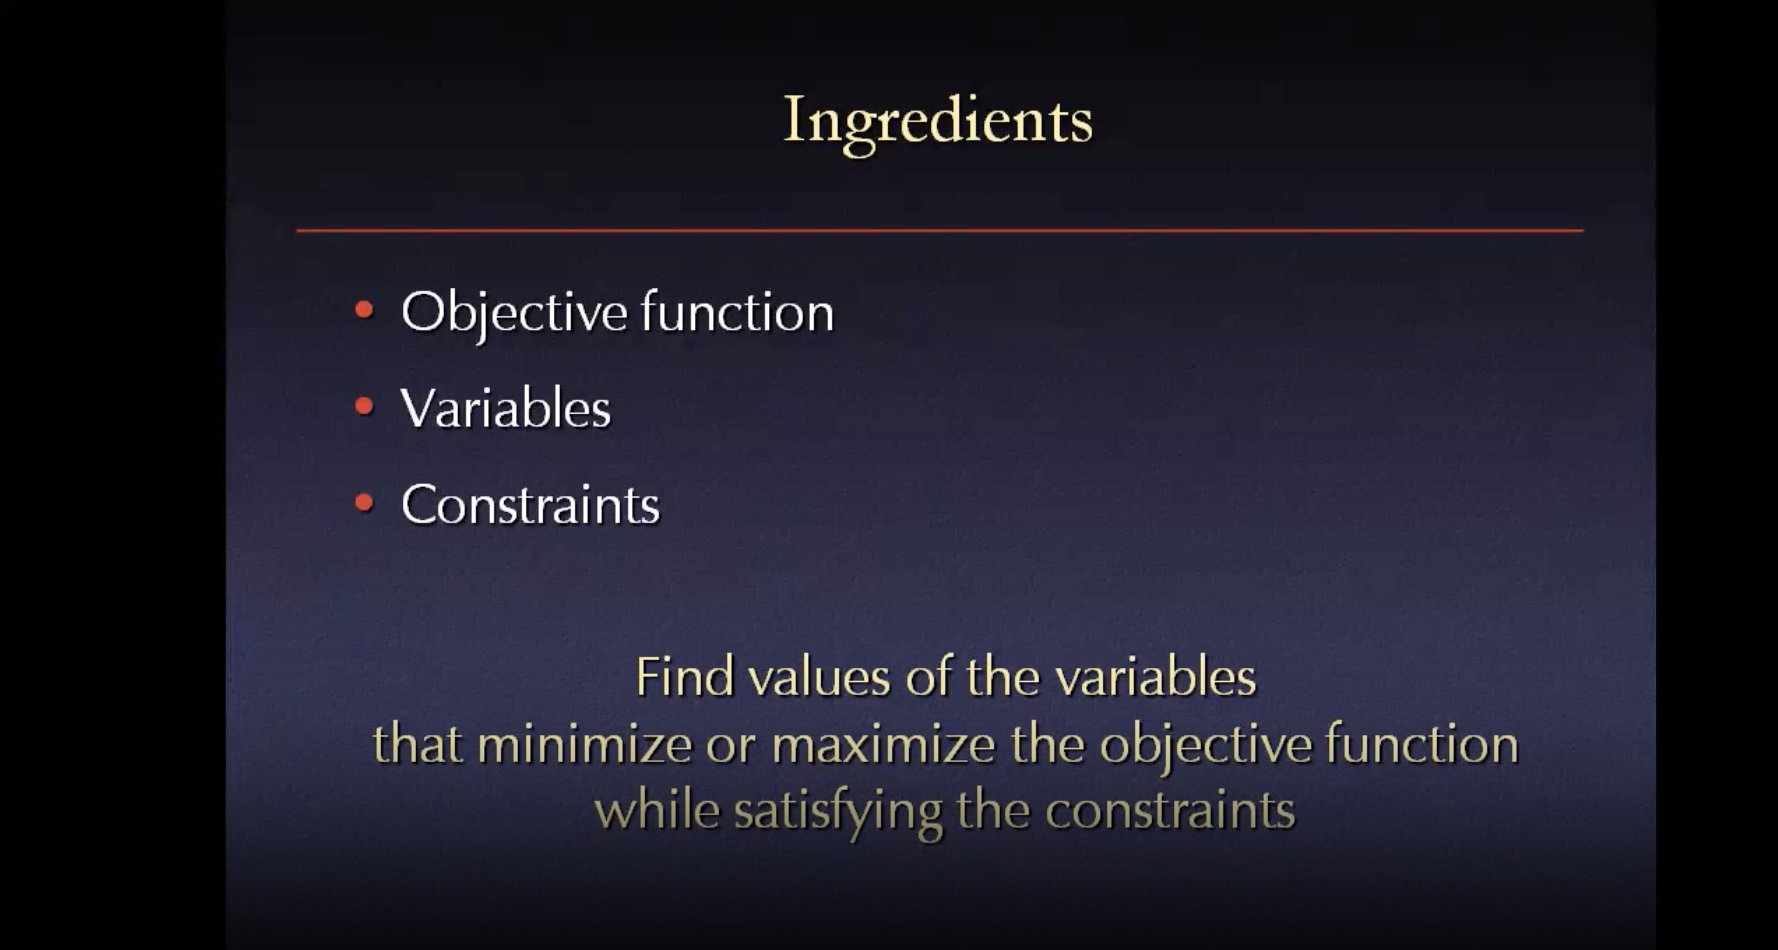 Ingredients
• Objective function
• Variables
• Constraints
Find values of the variables
that minimize or maximize the objective function
while satisfying the constraints